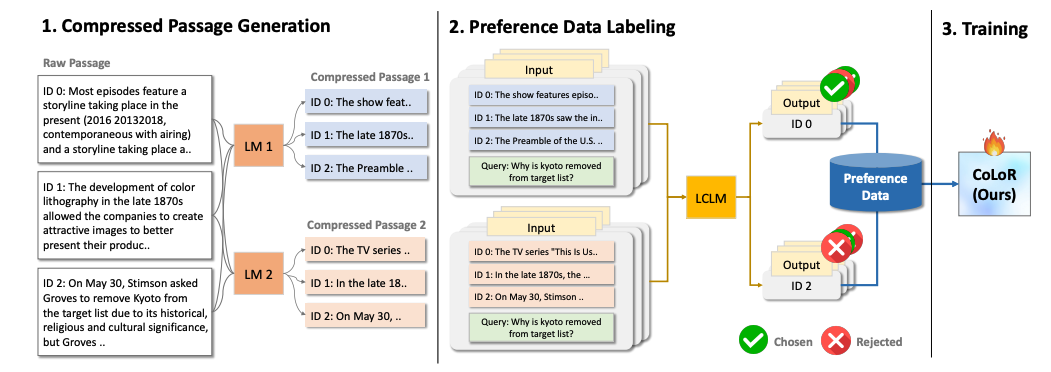 1. Compressed Passage Generation
Raw Passage
ID 0: Most episodes feature a
storyline taking place in the
present (2016 20132018,
contemporaneous with airing)
and a storyline taking place a..
ID 1: The development of color
lithography in the late 1870s
allowed the companies to create
attractive images to better
present their produc..
ID 2: On May 30, Stimson asked
Groves to remove Kyoto from
the target list due to its historical,
religious and cultural significance,
but Groves ..
LM 1
LM 2
Compressed Passage 1
ID 0: The show feat..
ID 1: The late 1870s..
ID 2: The Preamble ..
Compressed Passage 2
ID 0: The TV series ..
ID 1: In the late 18..
ID 2: On May 30, ..
2. Preference Data Labeling
Input
ID 0: The show features episo..
ID 1: The late 1870s saw the in..
ID 2: The Preamble of the U.S. ..
Query: Why is kyoto removed
from target list?
Input
ID 0: The TV series "This Is Us..
ID 1: In the late 1870s, the ...
ID 2: On May 30, Stimson ..
Query: Why is kyoto removed
from target list?
LCLM
Output
ID 0
Output
ID 2
Preference
Data
Chosen
Rejected
3. Training
CoLoR
(Ours)